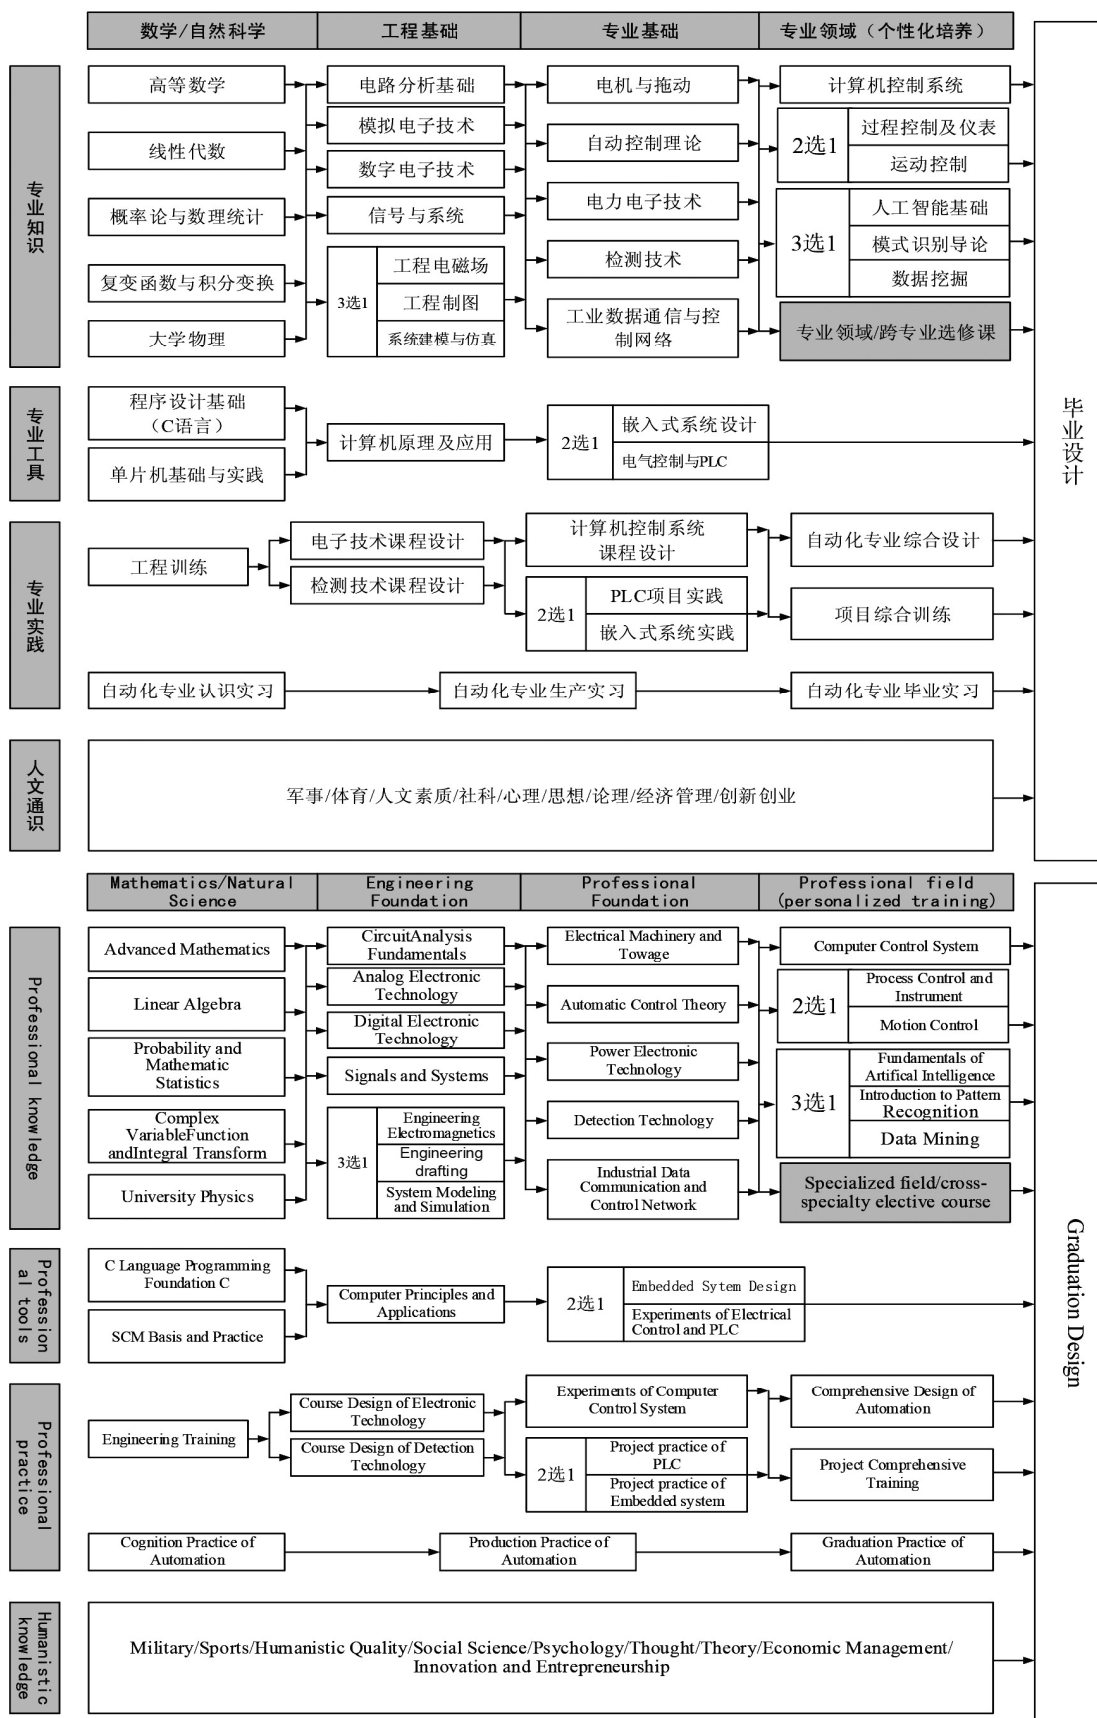 数学/自然科学
工程基础
专业基础
专业领域（个性化培养）
专业知识
高等数学
线性代数
概率论与数理统计
复变函数与积分变换
大学物理
电路分析基础
模拟电子技术
数字电子技术
信号与系统
3选1
工程电磁场
工程制图
系统建模与仿真
电机与拖动
自动控制理论
电力电子技术
检测技术
工业数据通信与控
制网络
计算机控制系统
2选1
过程控制及仪表
运动控制
3选1
人工智能基础
模式识别导论
数据挖掘
专业领域/跨专业选修课
毕业设计
专业工具
程序设计基础
（C语言）
单片机基础与实践
计算机原理及应用
2选1
嵌入式系统设计
电气控制与PLC
专业实践
工程训练
电子技术课程设计
检测技术课程设计
计算机控制系统
课程设计
2选1
PLC项目实践
嵌入式系统实践
自动化专业综合设计
项目综合训练
自动化专业认识实习
自动化专业生产实习
自动化专业毕业实习
人文通识
军事/体育/人文素质/社科/心理/思想/论理/经济管理/创新创业
Mathematics/Natural
Science
Engineering
Foundation
Professional
Foundation
Professional field
(personalized training)
Professional knowledge
Advanced Mathematics
Linear Algebra
Probability and
Mathematic
Statistics
Complex
VariableFunction
andIntegral Transform
University Physics
CircuitAnalysis
Fundamentals
Analog Electronic
Technology
Digital Electronic
Technology
Signals and Systems
3选1
Engineering
Electromagnetics
Engineering
drafting
System Modeling
and Simulation
Electrical Machinery and
Towage
Automatic Control Theory
Power Electronic
Technology
Detection Technology
Industrial Data
Communication and
Control Network
Computer Control System
2选1
Process Control and
Instrument
Motion Control
3选1
Fundamentals of
Artifical Intelligence
Introduction to Pattern
Recognition
Data Mining
Specialized field/cross-
specialty elective course
Graduation Design
Profession
al tools
C Language Programming
Foundation C
SCM Basis and Practice
Computer Principles and
Applications
2选1
Embedded Sytem Design
Experiments of Electrical
Control and PLC
Professional
practice
Engineering Training
Course Design of Electronic
Technology
Course Design of Detection
Technology
Experiments of Computer
Control System
2选1
Project practice of
PLC
Project practice of
Embedded system
Comprehensive Design of
Automation
Project Comprehensive
Training
Cognition Practice of
Automation
Production Practice of
Automation
Graduation Practice of
Automation
Humanistic
knowledge
Military/Sports/Humanistic Quality/Social Science/Psychology/Thought/Theory/Economic Management/
Innovation and Entrepreneurship